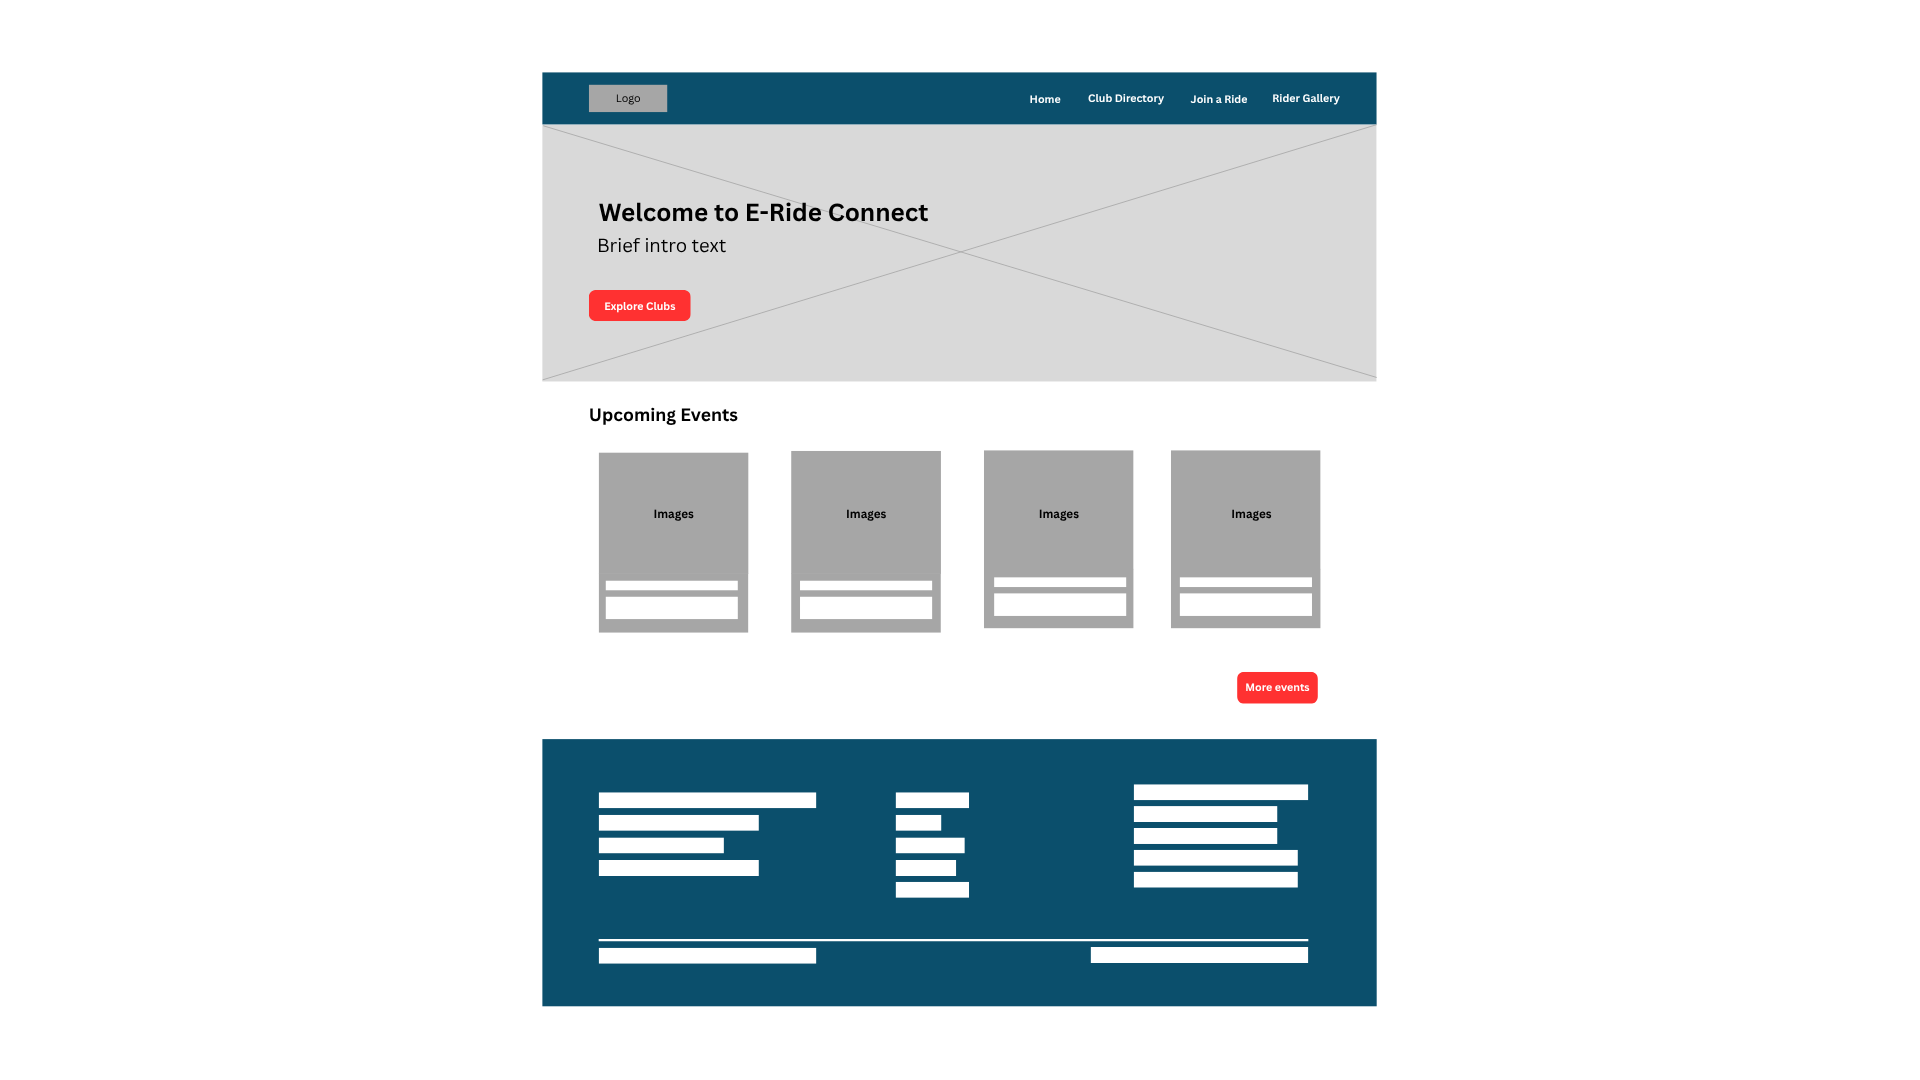 Logo
Home Club Directory Join a Ride Rider Gallery
Welcome to E-Ride Connect
Brief intro text
Explore Clubs
Upcoming Events
Images Images Images Images
More events